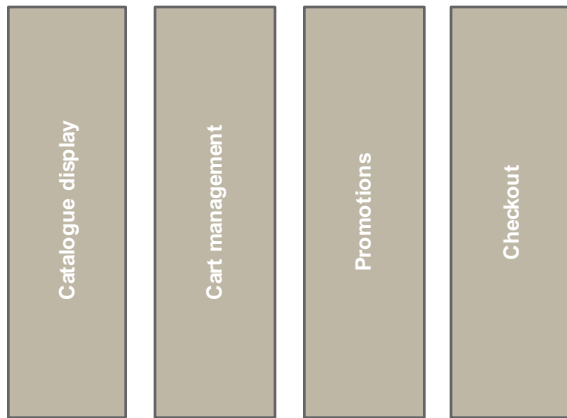 Catalogue display
Cart management
Promotions
Checkout